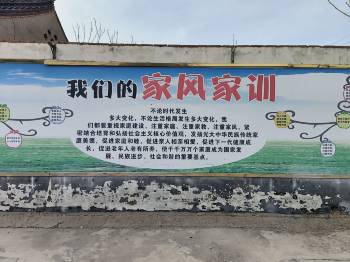 我们的家风家训
不论时代发生
多大变化，不论生活格局发生多大变化，我
们都要重视家庭建设，注重家庭、注重家教、注重家风，紧
密结合培育和弘扬社会主义核心价值观，发扬光大中华民族传统家
庭美德，促进家庭和睦，促进亲人相亲相爱，促进下一代健康成
长，促进老年人老有所养，使千千万万个家庭成为国家发
展、民族进步、社会和谐的重要基点。